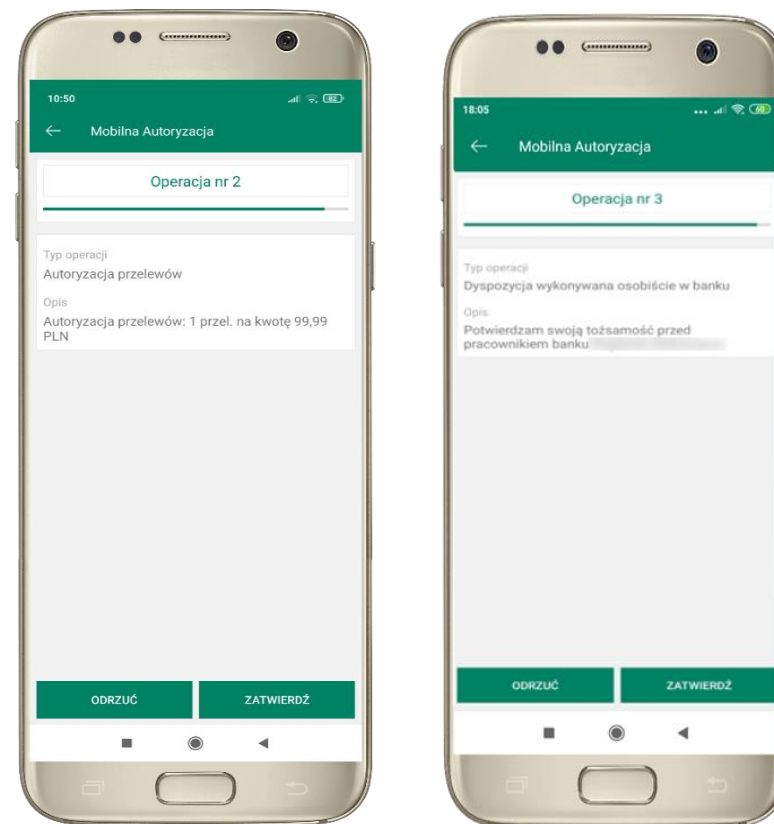 10:50
82
Mobilna Autoryzacja
Operacja nr 2
Typ operacji
Autoryzacja przelewów
Opis
Autoryzacja przelewów: 1 przel. na kwotę 99,99
PLN
ODRZUĆ
ZATWIERDŹ
18:05
60
Mobilna Autoryzacja
Operacja nr 3
Typ operacji
Dyspozycja wykonywana osobiście w banku
Opis
Potwierdzam swoją tożsamość przed
pracownikiem banku
ODRZUĆ
ZATWIERDŹ